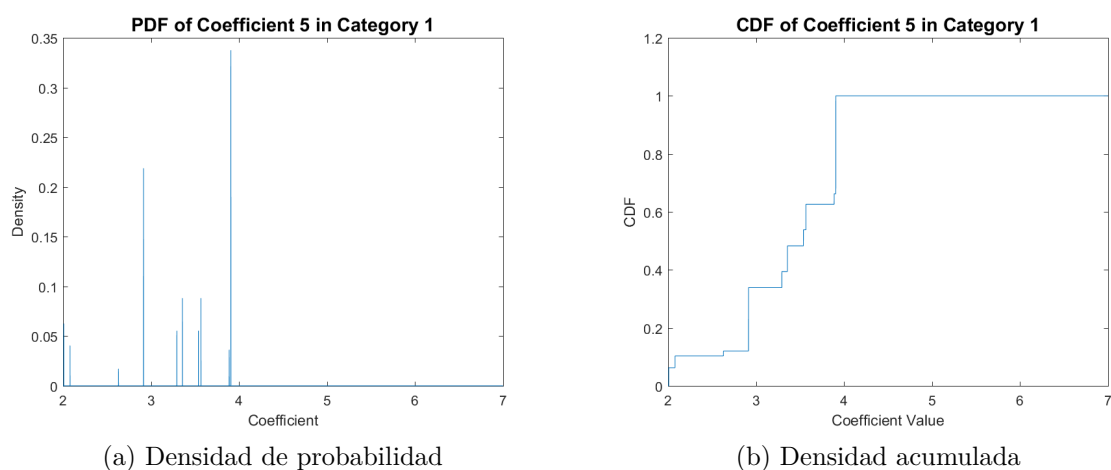 PDF of Coefficient 5 in Category 1
0.35
0.3
0.25
0.2
0.15
0.1
0.05
0
Density
2 3 4 5 6 7
Coefficient
(a) Densidad de probabilidad
CDF of Coefficient 5 in Category 1
1.2
1
0.8
0.6
0.4
0.2
0
CDF
2 3 4 5 6 7
Coefficient Value
(b) Densidad acumulada